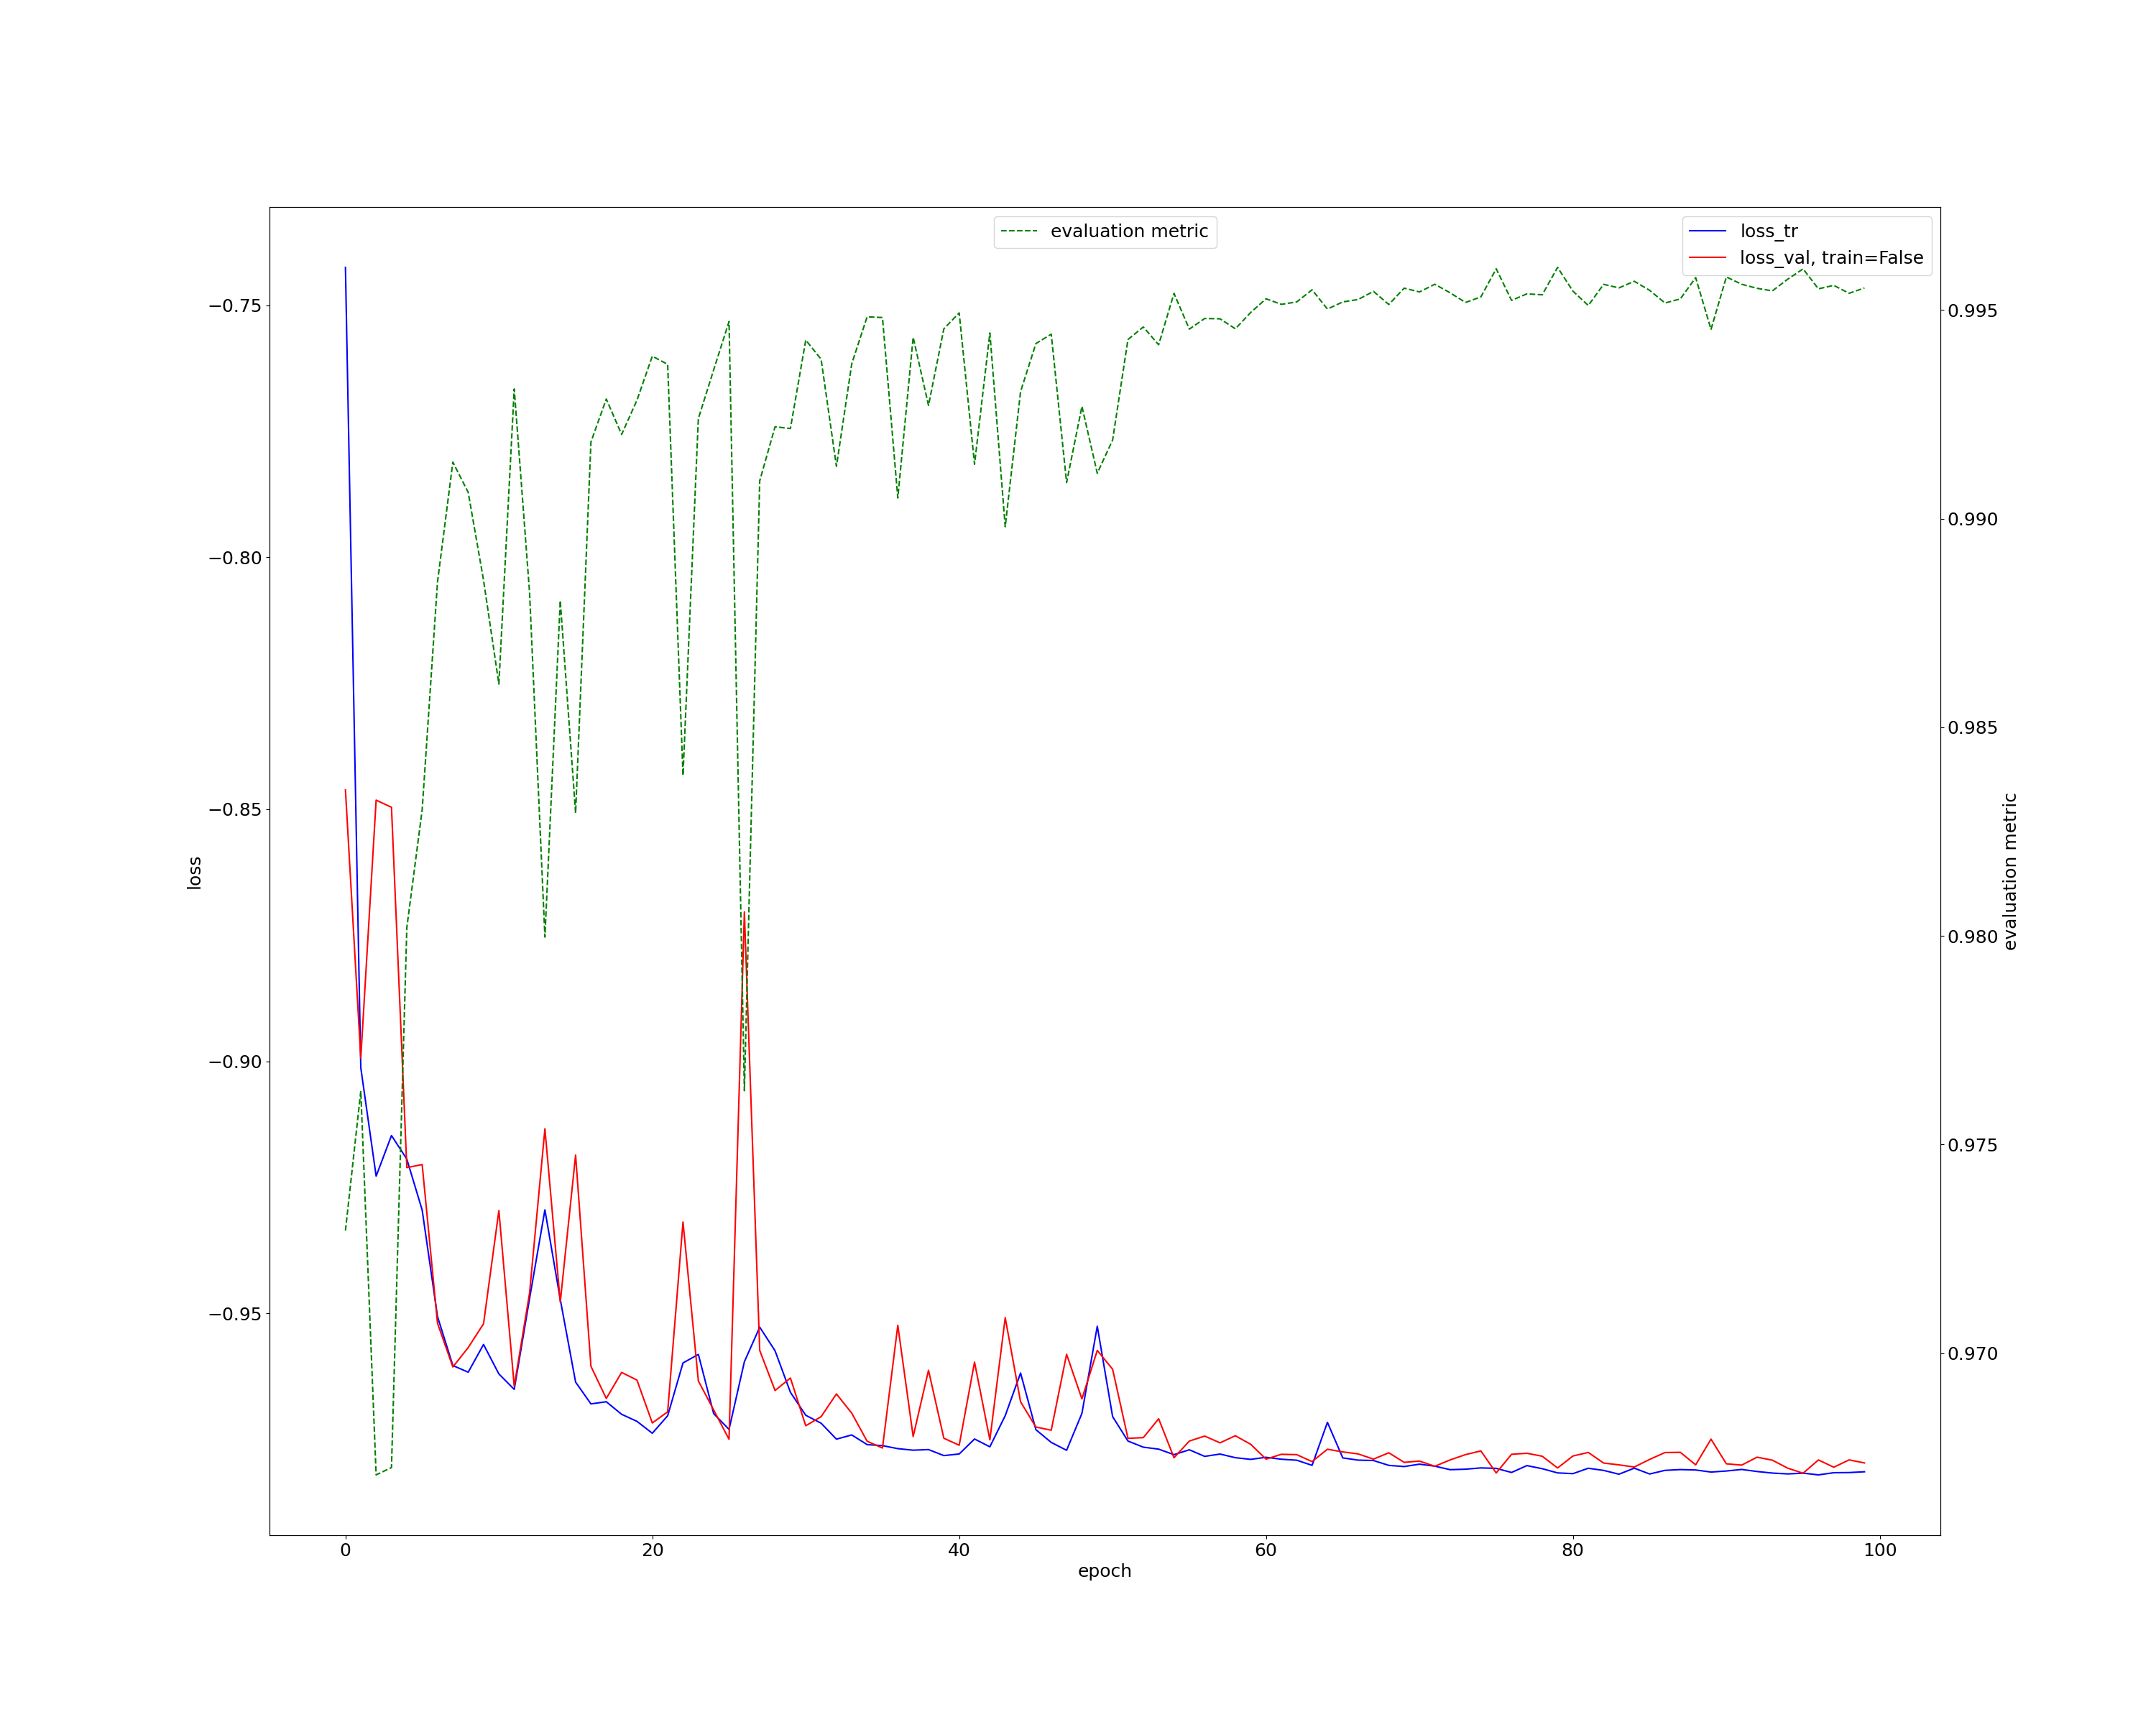 evaluation metric
loss_tr
loss_val, train=False
−0.75
−0.80
−0.85
−0.90
−0.95
loss
0.995
0.990
0.985
0.980
0.975
0.970
evaluation metric
0
20
40
60
80
100
epoch